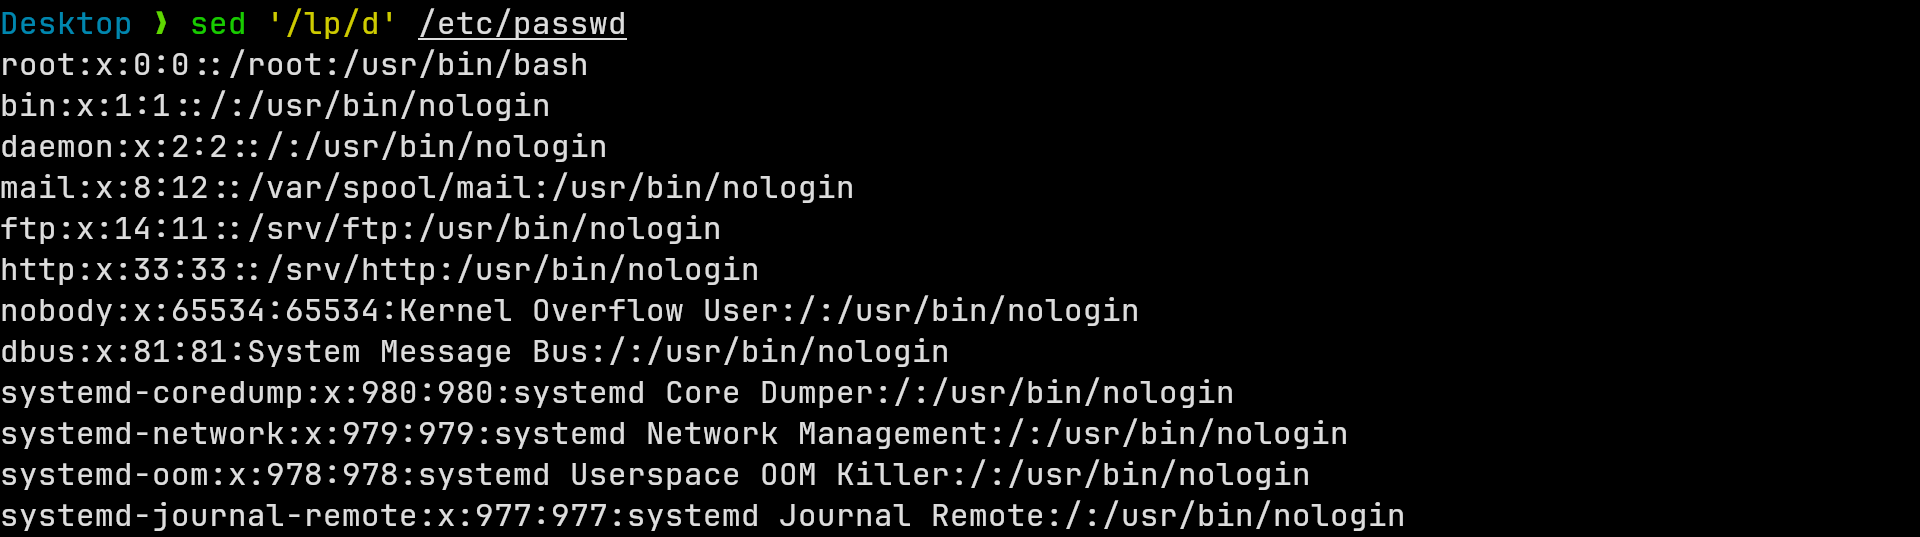 Desktop ❱ sed '/lp/d' /etc/passwd
root:x:0:0::/root:/usr/bin/bash
bin:x:1:1::/:/usr/bin/nologin
daemon:x:2:2::/:/usr/bin/nologin
mail:x:8:12::/var/spool/mail:/usr/bin/nologin
ftp:x:14:11::/srv/ftp:/usr/bin/nologin
http:x:33:33::/srv/http:/usr/bin/nologin
nobody:x:65534:65534:Kernel Overflow User:/:/usr/bin/nologin
dbus:x:81:81:System Message Bus:/:/usr/bin/nologin
systemd-coredump:x:980:980:systemd Core Dumper:/:/usr/bin/nologin
systemd-network:x:979:979:systemd Network Management:/:/usr/bin/nologin
systemd-oom:x:978:978:systemd Userspace OOM Killer:/:/usr/bin/nologin
systemd-journal-remote:x:977:977:systemd Journal Remote:/:/usr/bin/nologin